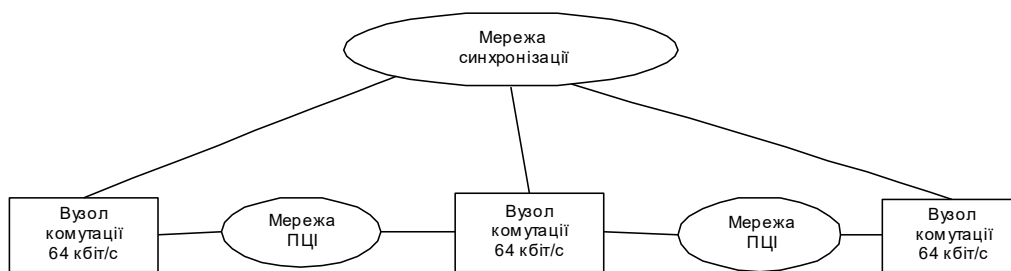 Мережа
синхронізації
Вузол
комутації
64 кбіт/с
Мережа
ПЦІ
Вузол
комутації
64 кбіт/с
Мережа
ПЦІ
Вузол
комутації
64 кбіт/с